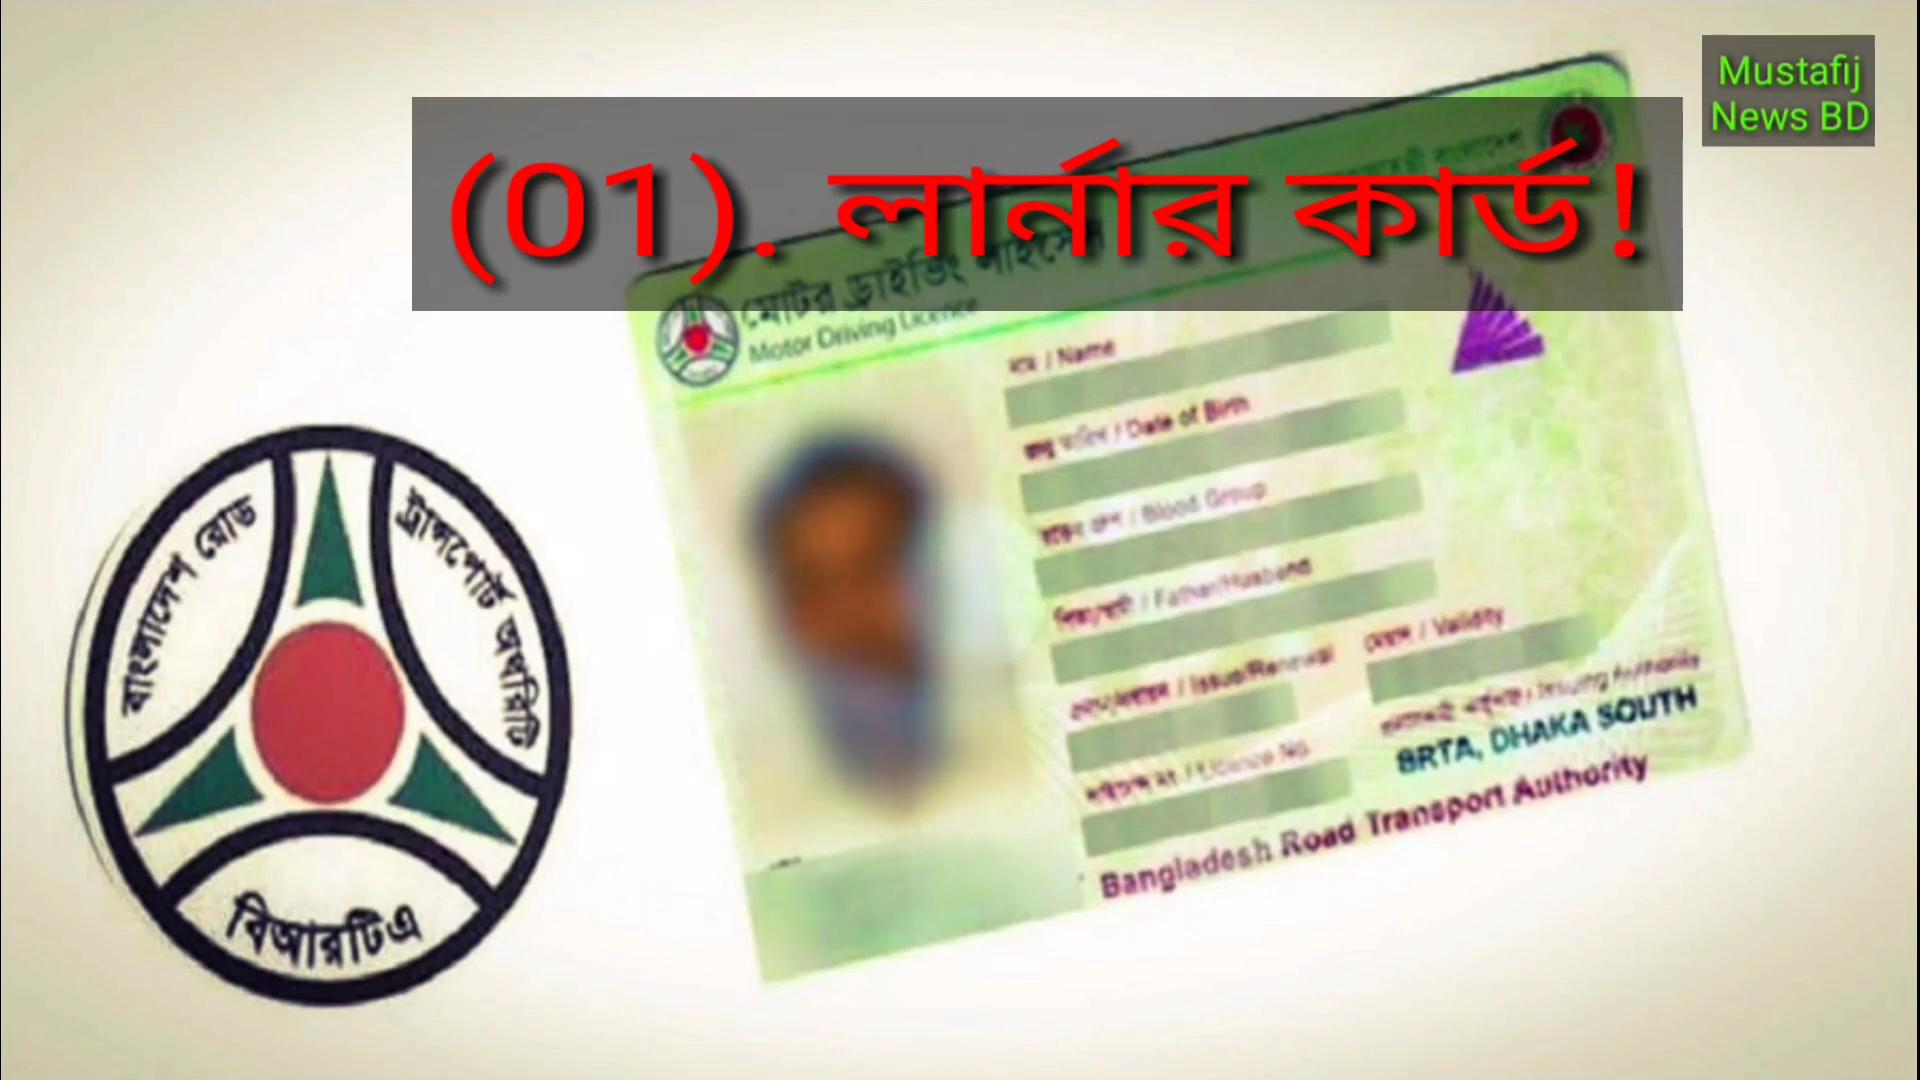 Mustafij
News BD
(01). লার্নার কার্ড!
মোটর ড্রাইভিং লাইসেন্স
Motor Driving Licence
নাম / Name
জন্ম তারিখ / Date of Birth
রক্তের গ্রুপ / Blood Group
পিতা/স্বামী / Father/Husband
/ Issue/Renewal
মেয়াদ / Validity
/ Issuing Authority
BRTA, DHAKA SOUTH
/ Licence No
Bangladesh Road Transport Authority
বাংলাদেশ রোড
ট্রান্সপোর্ট অথরিটি
বিআরটিএ